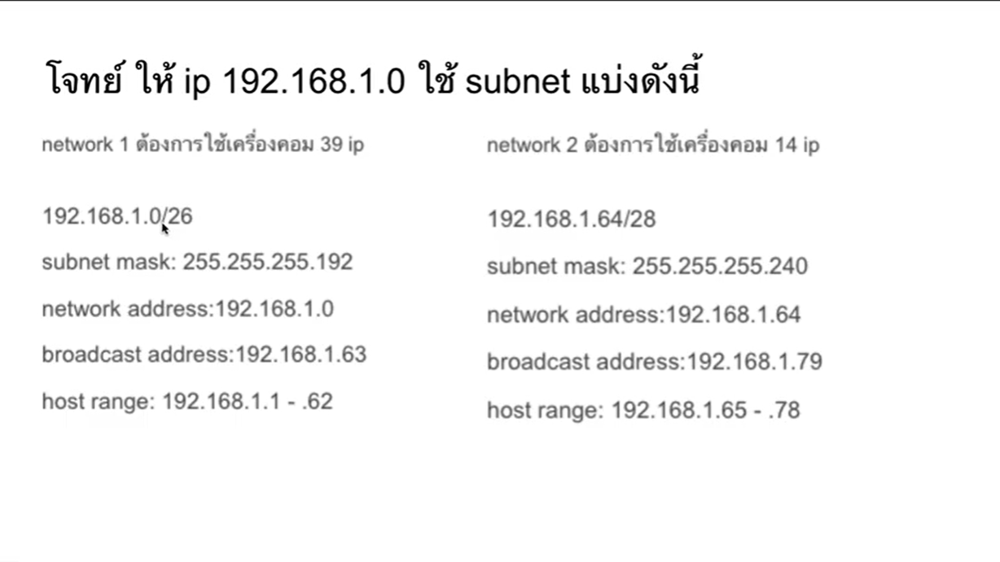 โจทย์ ให้ ip 192.168.1.0 ใช้ subnet แบ่งดังนี้
network 1 ต้องการใช้เครื่องคอม 39 ip
192.168.1.0/26
subnet mask: 255.255.255.192
network address:192.168.1.0
broadcast address:192.168.1.63
host range: 192.168.1.1 - .62
network 2 ต้องการใช้เครื่องคอม 14 ip
192.168.1.64/28
subnet mask: 255.255.255.240
network address:192.168.1.64
broadcast address:192.168.1.79
host range: 192.168.1.65 - .78